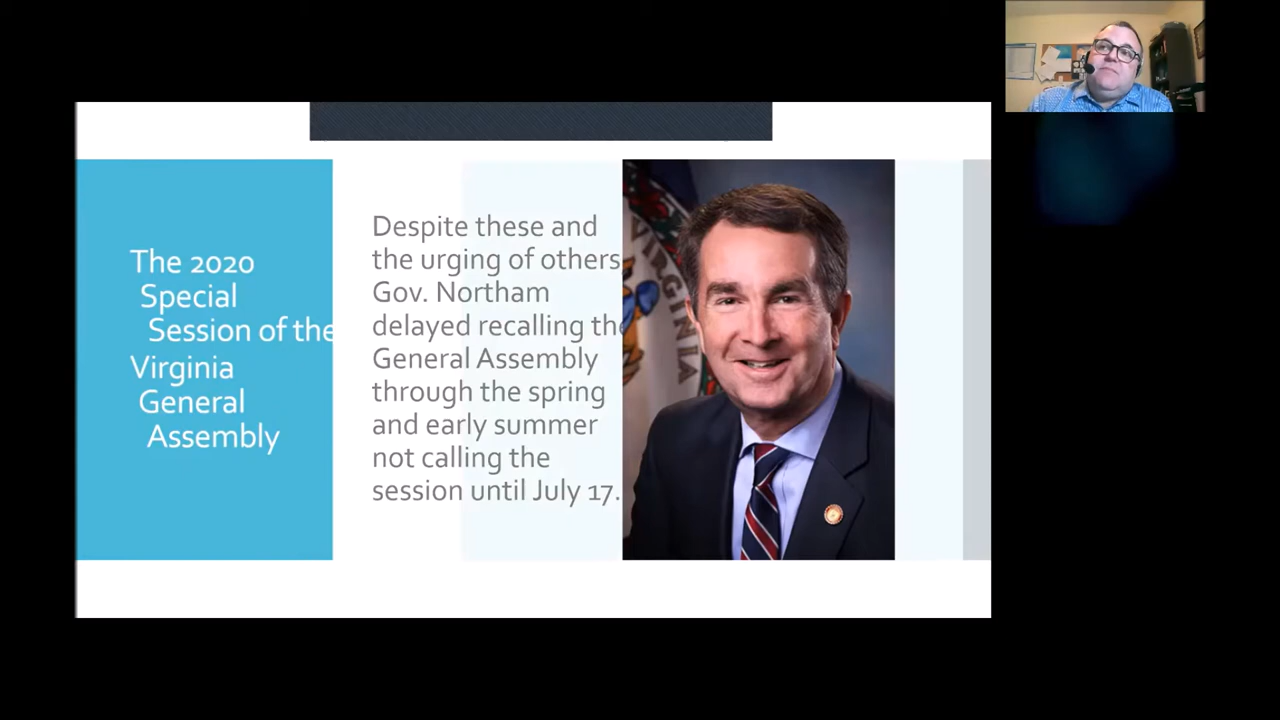 The 2020
Special
Session of the
Virginia
General
Assembly
Despite these and
the urging of others
Gov. Northam
delayed recalling the
General Assembly
through the spring
and early summer
not calling the
session until July 17.
VIRGINIA